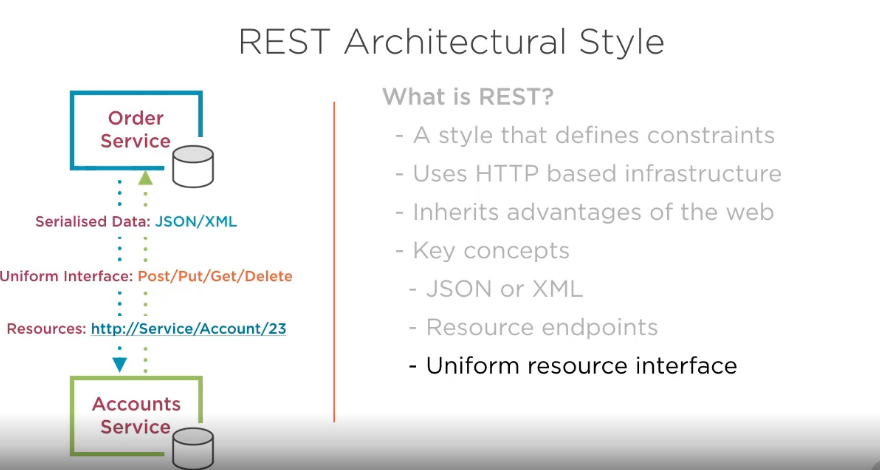 REST Architectural Style
Order
Service
Serialised Data: JSON/XML
Uniform Interface: Post/Put/Get/Delete
Resources: http://Service/Account/23
Accounts
Service
What is REST?
- A style that defines constraints
- Uses HTTP based infrastructure
- Inherits advantages of the web
- Key concepts
- JSON or XML
- Resource endpoints
- Uniform resource interface